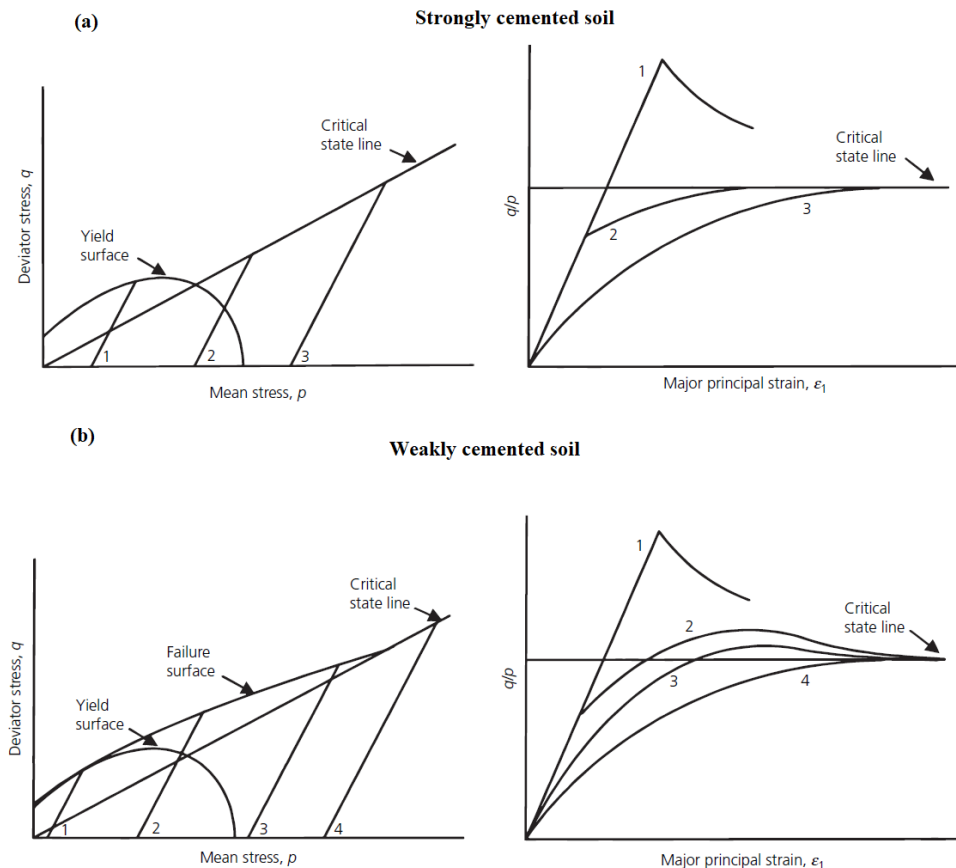 (a)
Strongly cemented soil
Deviator stress, q
Critical
state line
Yield
surface
1
2
3
Mean stress, p
q/p
1
Critical
state line
2
3
Major principal strain, ε1
(b)
Weakly cemented soil
Deviator stress, q
Critical
state line
Failure
surface
Yield
surface
1
2
3
4
Mean stress, p
q/p
1
2
Critical
state line
3
4
Major principal strain, ε1